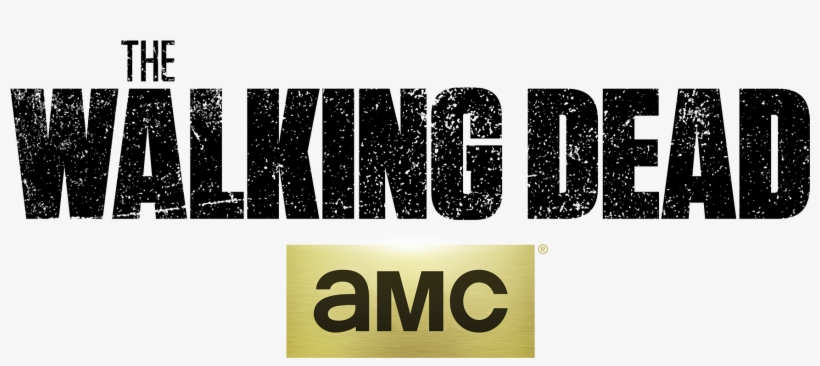 THE
WALKING DEAD
aMC®